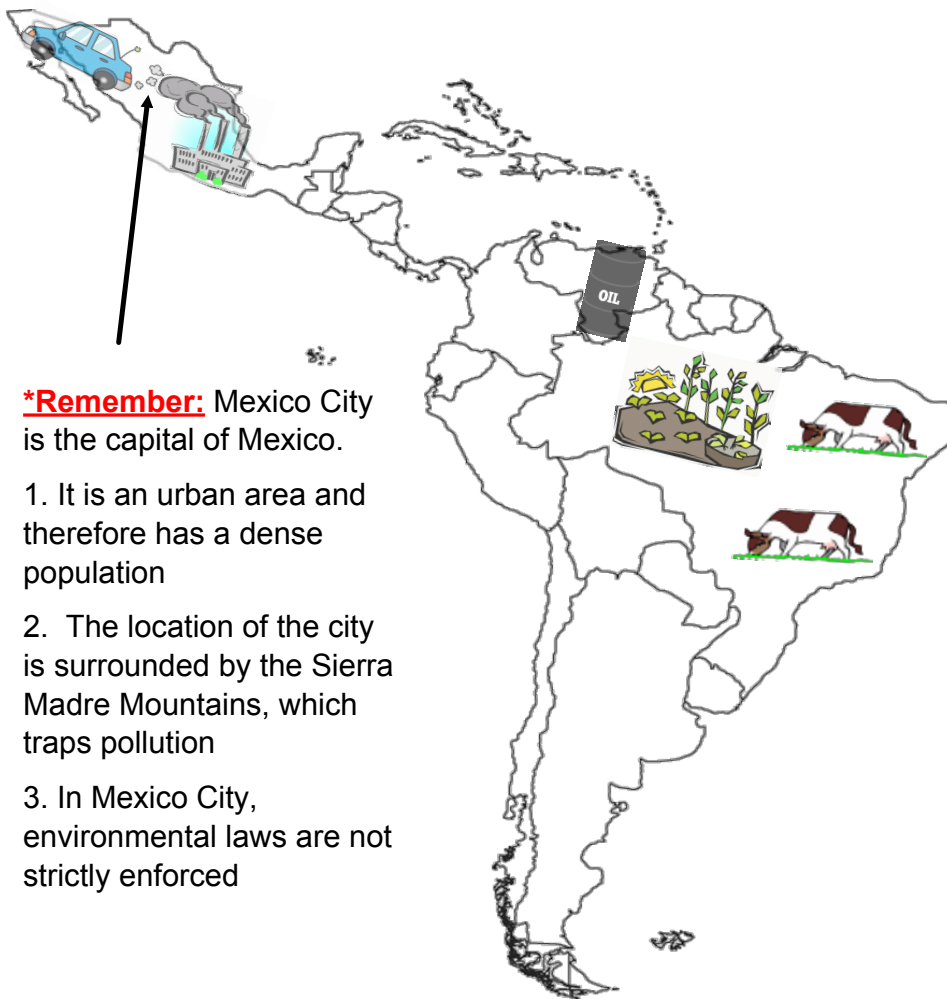 OIL
*Remember: Mexico City
is the capital of Mexico.
1. It is an urban area and
therefore has a dense
population
2. The location of the city
is surrounded by the Sierra
Madre Mountains, which
traps pollution
3. In Mexico City,
environmental laws are not
strictly enforced